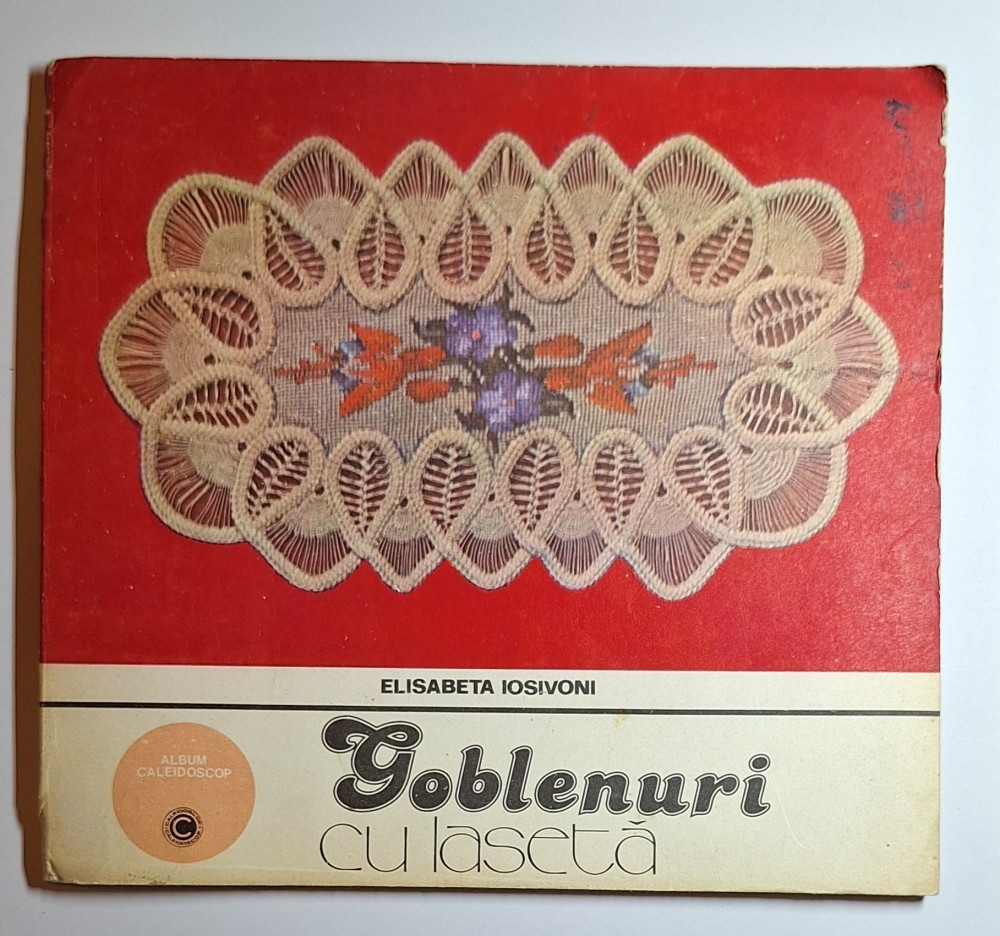 ELISABETA IOSIVONI
ALBUM
CALEIDOSCOP
Goblenuri
cu lasetă